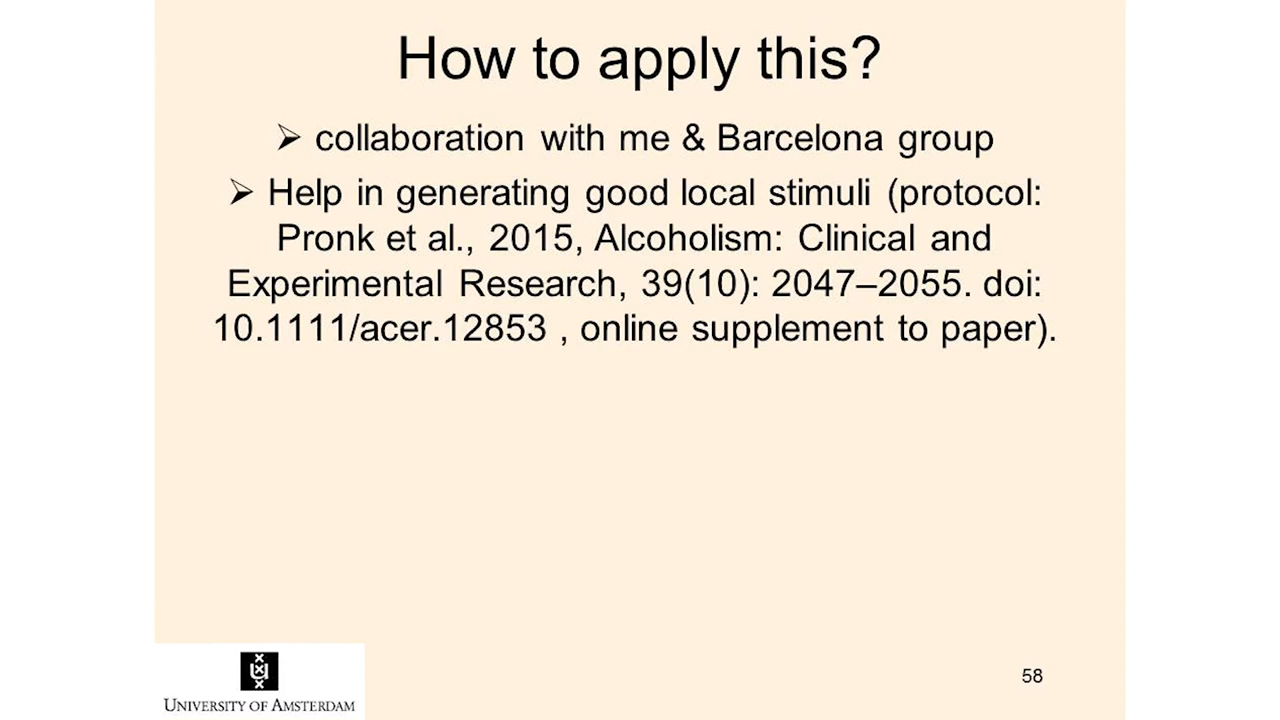 How to apply this?
➢ collaboration with me & Barcelona group
➢ Help in generating good local stimuli (protocol:
Pronk et al., 2015, Alcoholism: Clinical and
Experimental Research, 39(10): 2047–2055. doi:
10.1111/acer.12853 , online supplement to paper).
58
UNIVERSITY OF AMSTERDAM